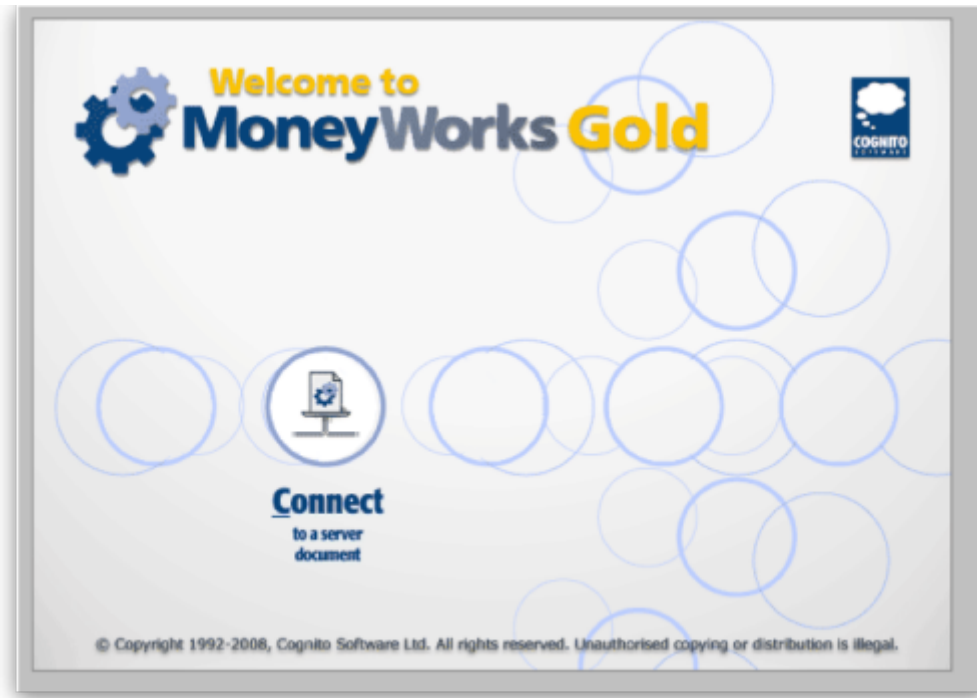 Welcome to
MoneyWorks Gold
COGNITO
SOFTWARE
Connect
to a server
document
© Copyright 1992-2008, Cognito Software Ltd. All rights reserved. Unauthorised copying or distribution is illegal.